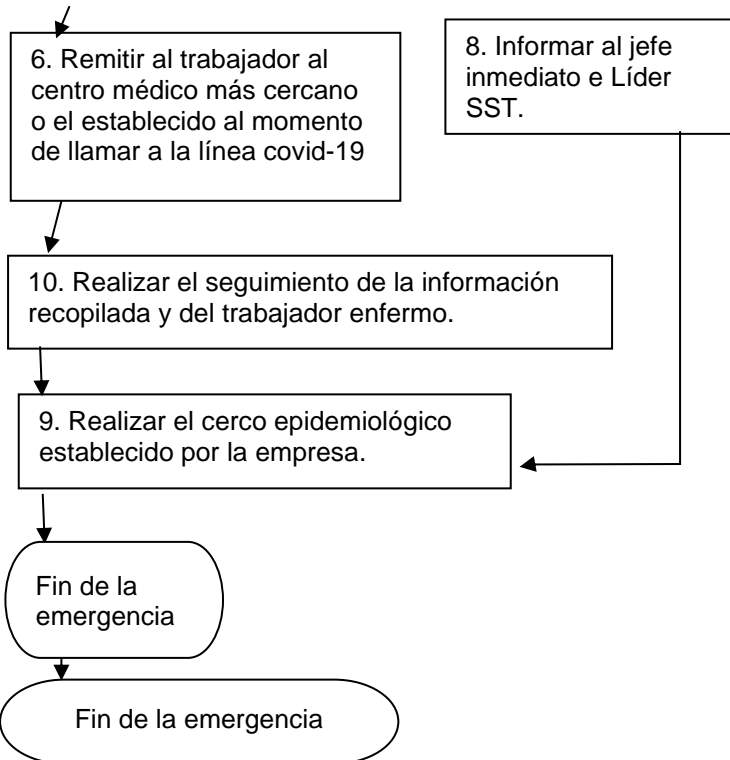 6. Remitir al trabajador al
centro médico más cercano
o el establecido al momento
de llamar a la línea covid-19
8. Informar al jefe
inmediato e Líder
SST.
10. Realizar el seguimiento de la información
recopilada y del trabajador enfermo.
9. Realizar el cerco epidemiológico
establecido por la empresa.
Fin de la
emergencia
Fin de la emergencia